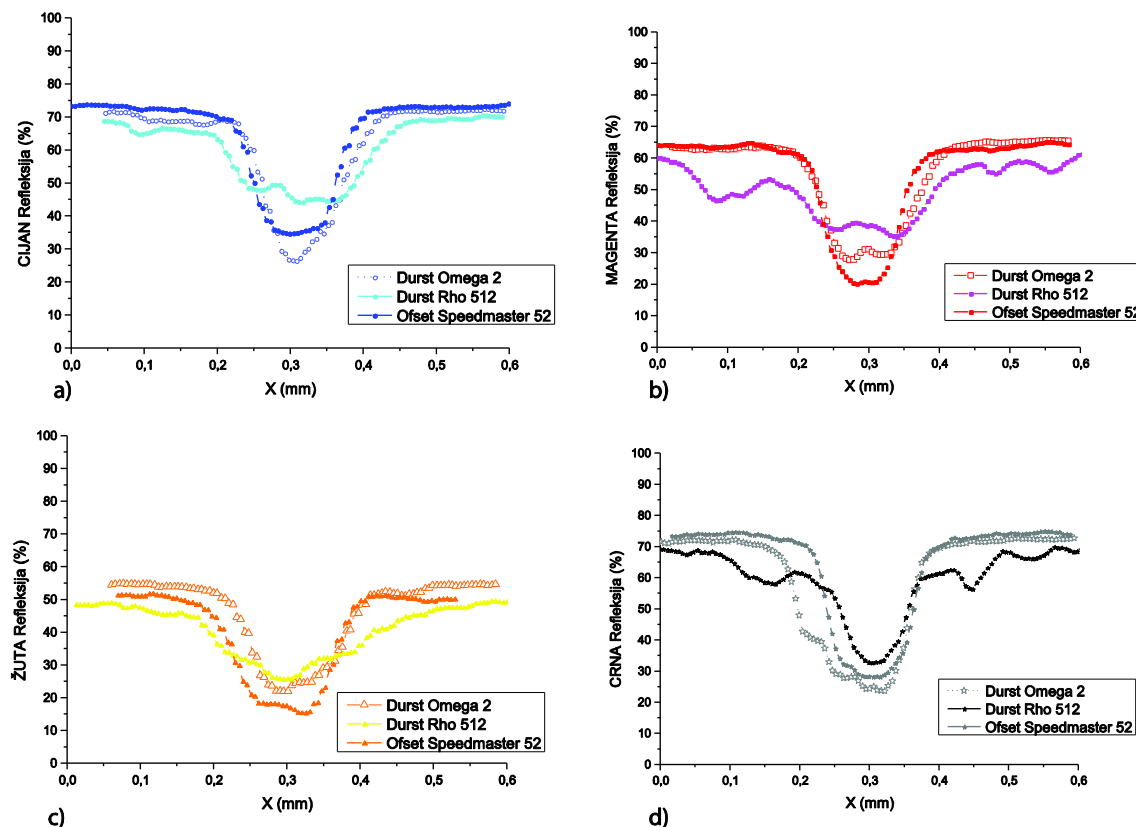 100
90
80
70
60
50
40
30
20
10
0
CIJAN Refleksija (%)
Durst Omega 2
Durst Rho 512
Ofset Speedmaster 52
0,0 0,1 0,2 0,3 0,4 0,5 0,6
X (mm)
a)
100
90
80
70
60
50
40
30
20
10
0
MAGENTA Refleksija (%)
Durst Omega 2
Durst Rho 512
Ofset Speedmaster 52
0,0 0,1 0,2 0,3 0,4 0,5 0,6
X (mm)
b)
100
90
80
70
60
50
40
30
20
10
0
ŽUTA Refleksija (%)
Durst Omega 2
Durst Rho 512
Ofset Speedmaster 52
0,0 0,1 0,2 0,3 0,4 0,5 0,6
X (mm)
c)
100
90
80
70
60
50
40
30
20
10
0
CRNA Refleksija (%)
Durst Omega 2
Durst Rho 512
Ofset Speedmaster 52
0,0 0,1 0,2 0,3 0,4 0,5 0,6
X (mm)
d)